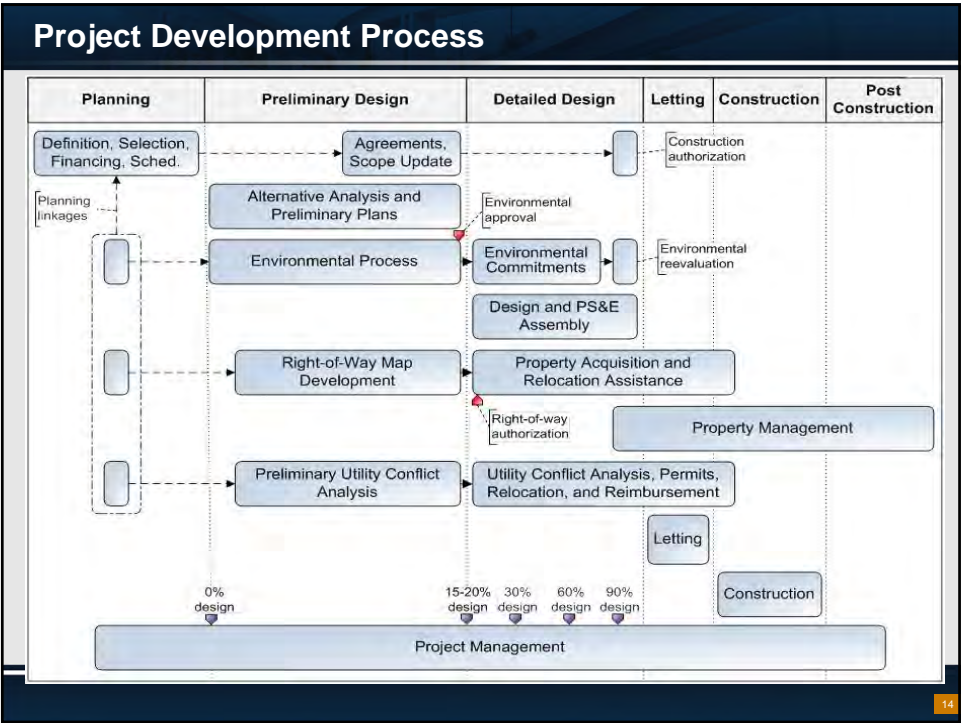 Project Development Process
Planning
Preliminary Design
Detailed Design
Letting
Construction
Post
Construction
Definition, Selection,
Financing, Sched.
Agreements,
Scope Update
Construction
authorization
Planning
linkages
Alternative Analysis and
Preliminary Plans
Environmental
approval
Environmental Process
Environmental
Commitments
Environmental
reevaluation
Design and PS&E
Assembly
Right-of-Way Map
Development
Property Acquisition and
Relocation Assistance
Right-of-way
authorization
Property Management
Preliminary Utility Conflict
Analysis
Utility Conflict Analysis, Permits,
Relocation, and Reimbursement
Letting
Construction
0%
design
15-20%
design
30%
design
60%
design
90%
design
Project Management
14